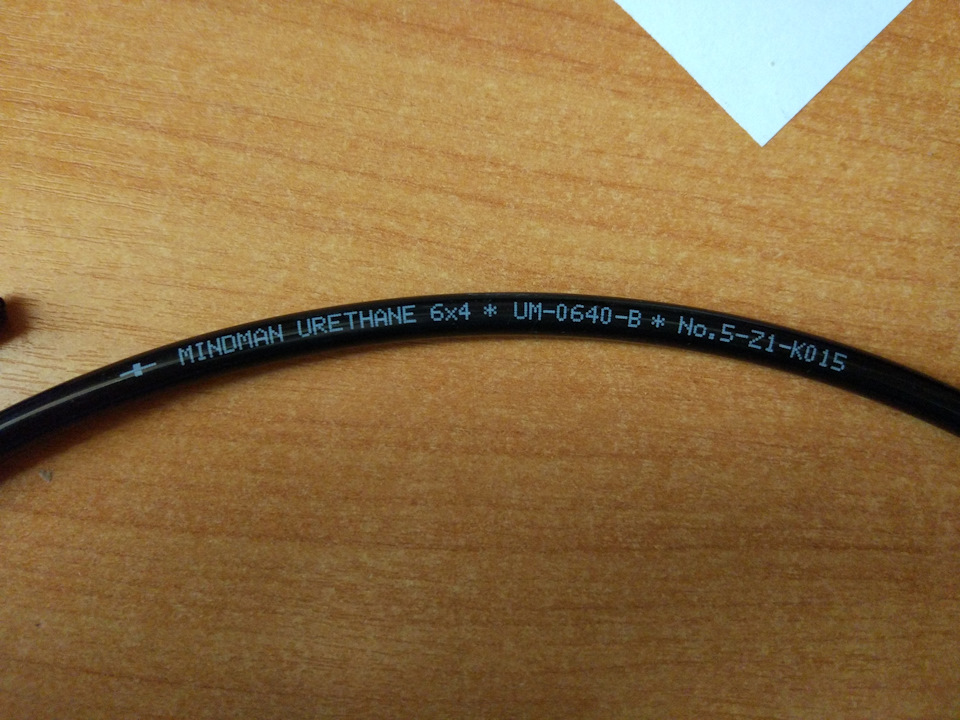 MINDMAN URETHANE 6x4 * UM-0640-B * No.5-Z1-K015